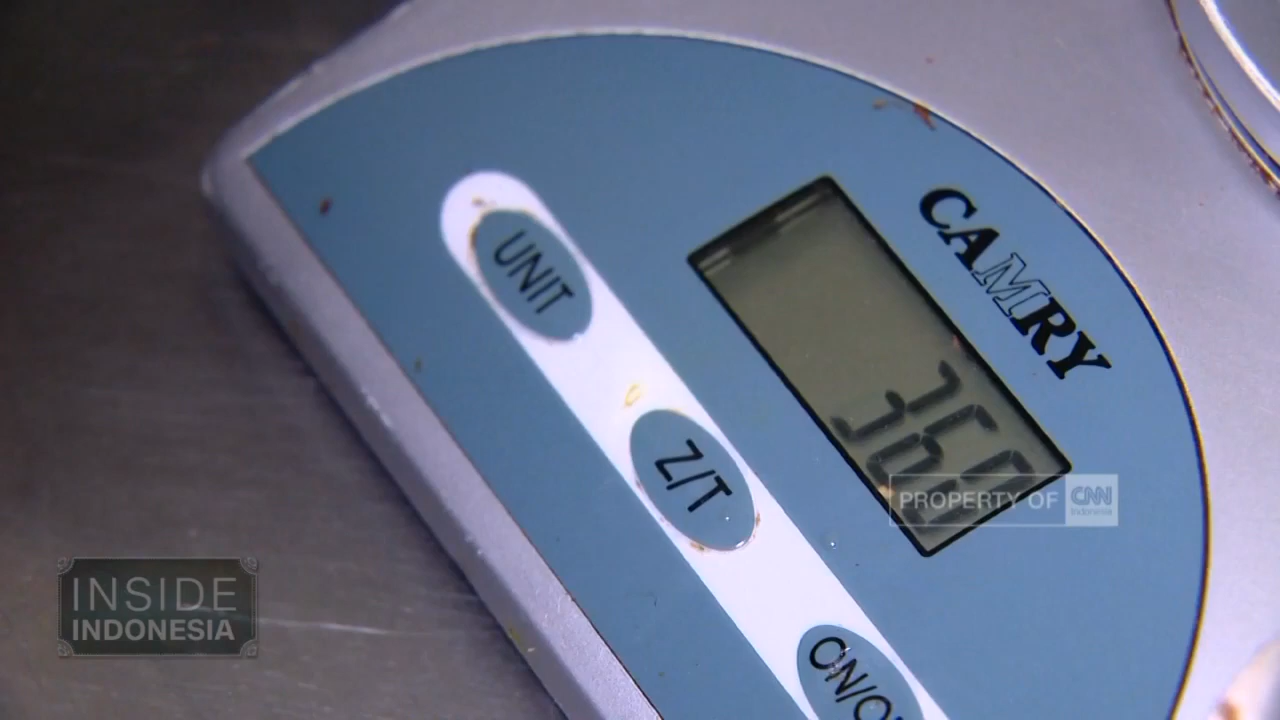 CAMRY
UNIT
Z/T
PROPERTY OF CNN
Indonesia
INSIDE
INDONESIA